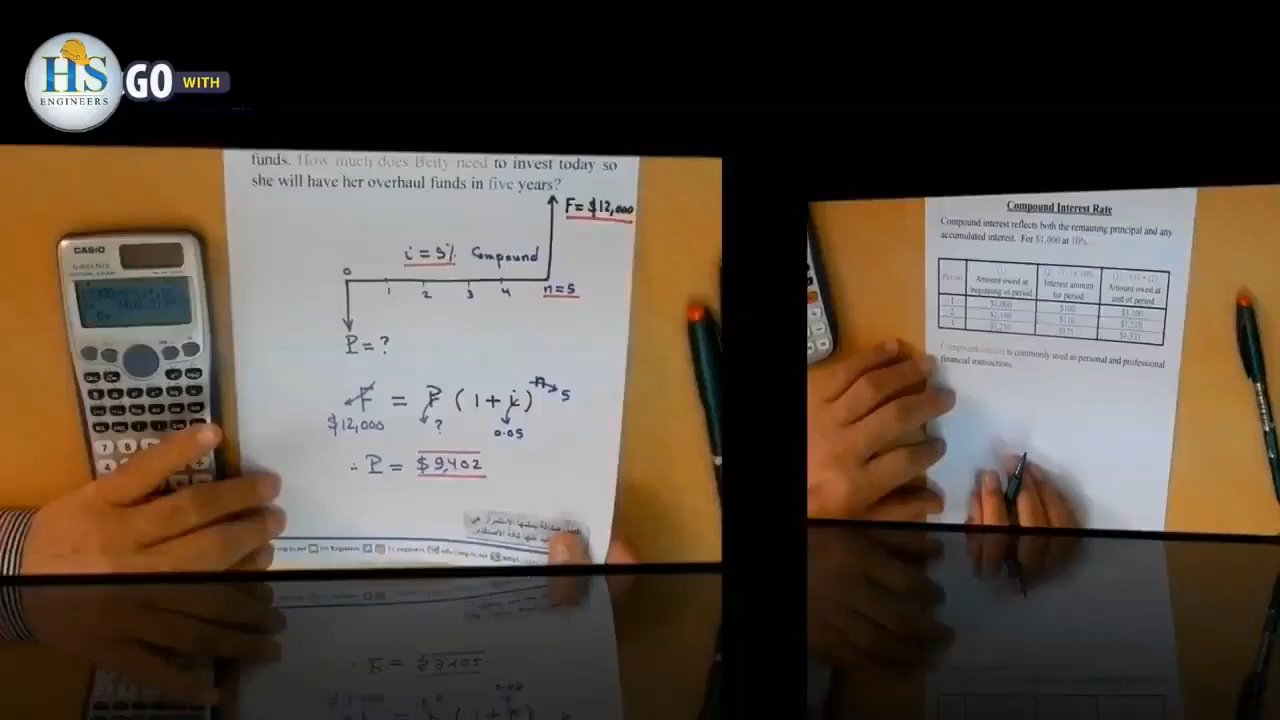 HS
ENGINEERS
GO WITH
funds. How much does Betty need to invest today so
she will have her overhaul funds in five years?
F = $12,000
i = 5% Compound
0
1 2 3 4 n = 5
P = ?
F = P (1 + i)ⁿ 5
$12,000 ? 0.05
∴ P = $9,402
CASIO
7 8
4
Compound Interest Rate
Compound interest reflects both the remaining principal and any
accumulated interest. For $1,000 at 10%
Period Amount owed at beginning of period Interest amount for period Amount owed at end of period
1 $1,000 $100 $1,100
2 $1,100 $110 $1,210
3 $1,210 $121 $1,331
Compound interest is commonly used in personal and professional
financial transactions